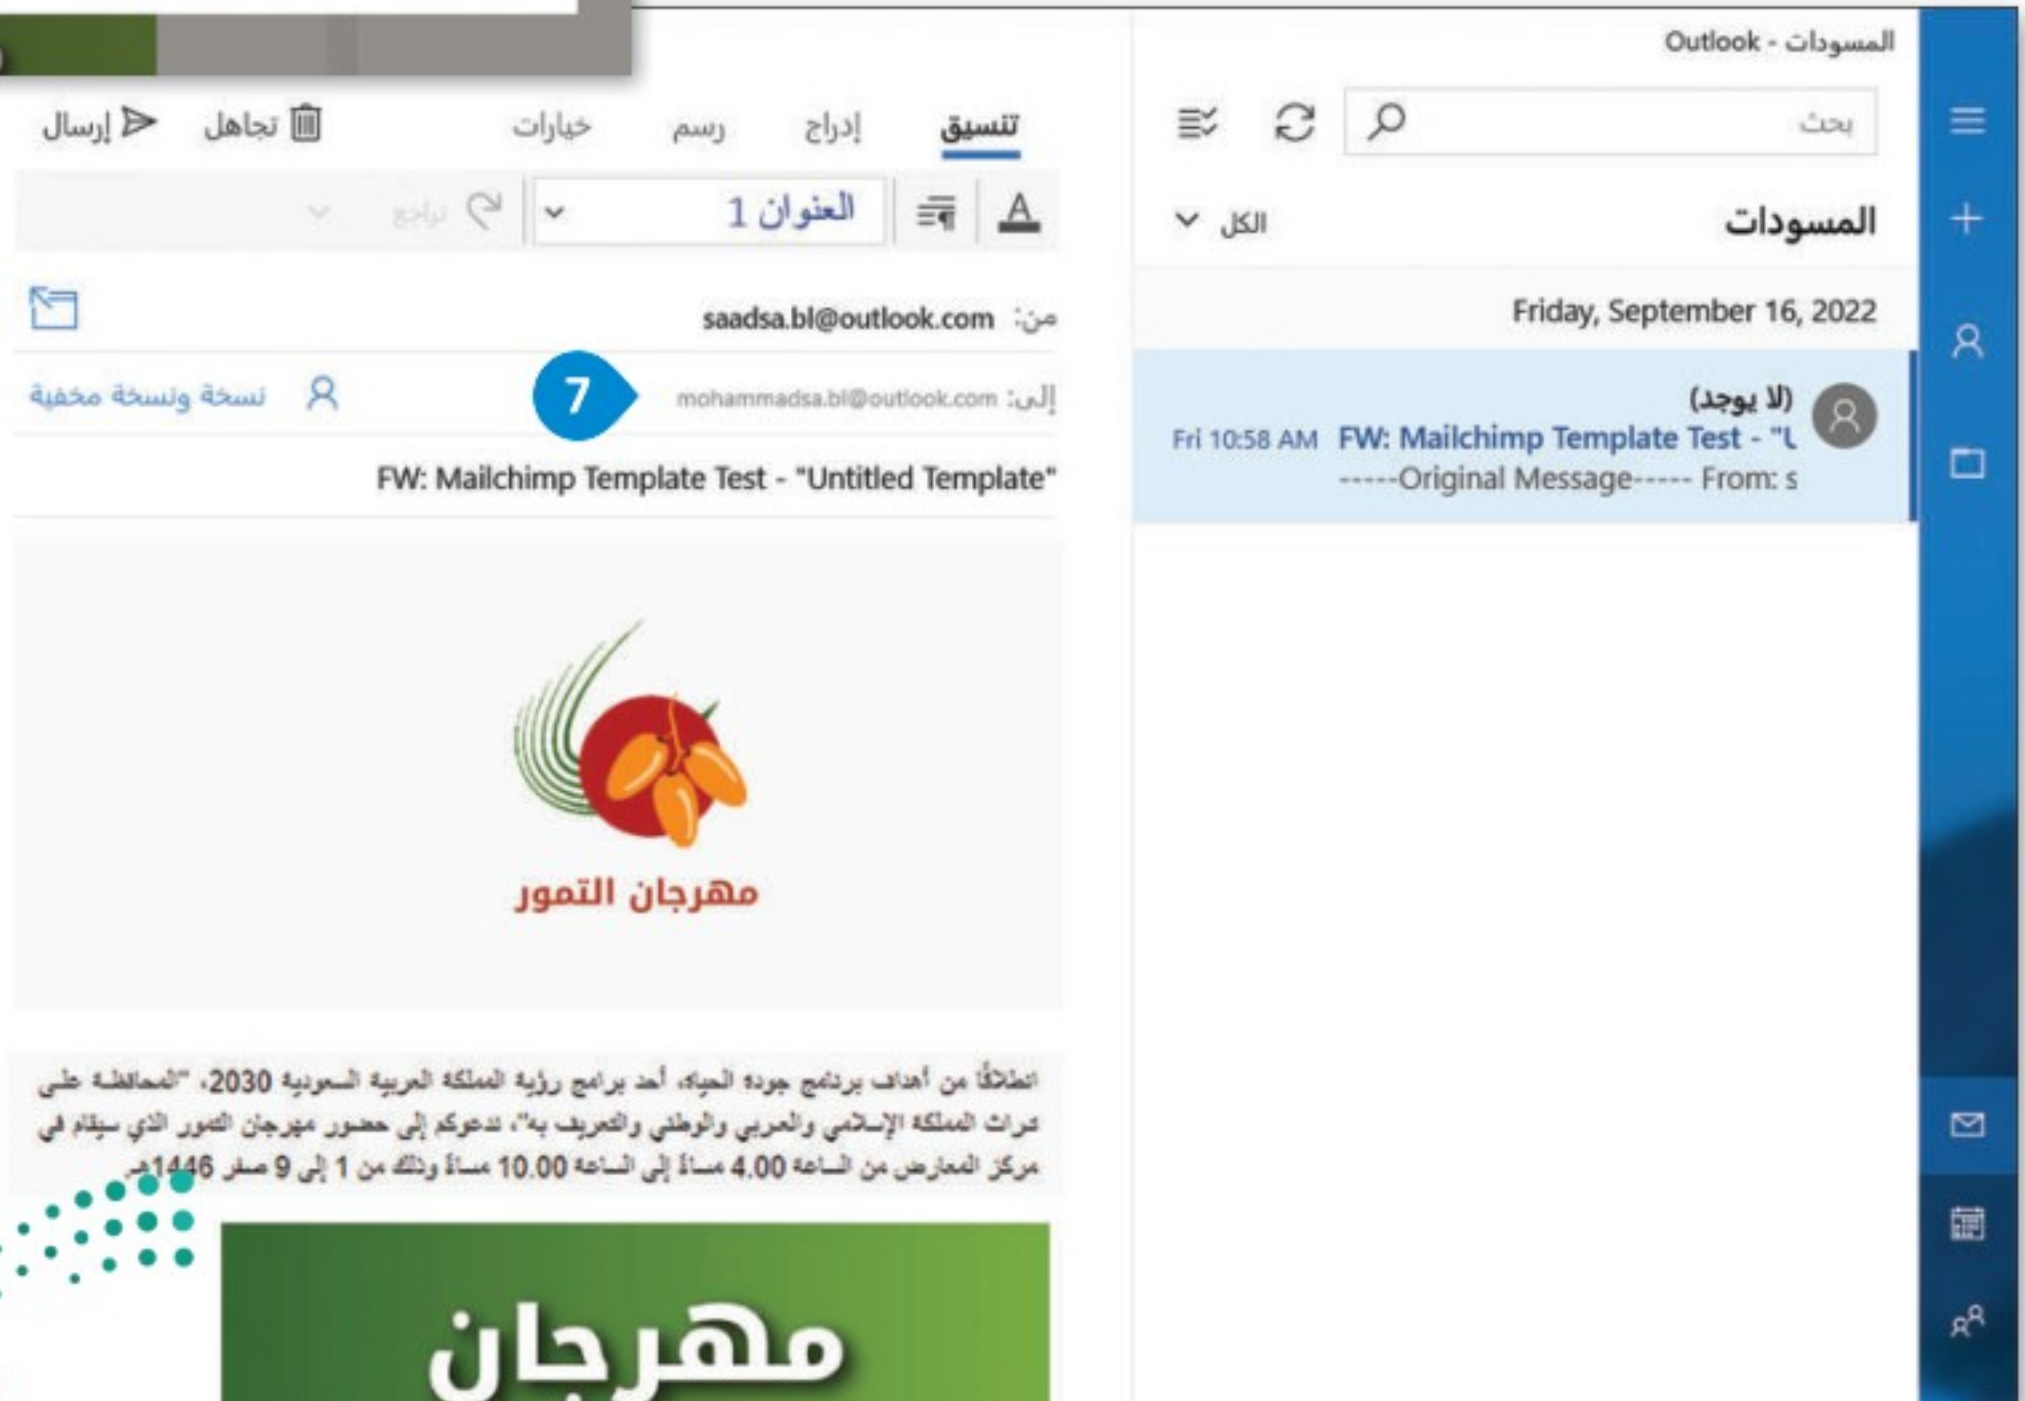 المسودات - Outlook
بحث
المسودات
الكل
Friday, September 16, 2022
(لا يوجد)
FW: Mailchimp Template Test - "U
Fri 10:58 AM
-----Original Message----- From: s
تنسيق
إدراج
رسم
خيارات
تجاهل
إرسال
العنوان 1
تراجع
من: saadsa.bl@outlook.com
إلى: mohammadsa.bl@outlook.com
7
نسخة ونسخة مخفية
FW: Mailchimp Template Test - "Untitled Template"
مهرجان التمور
انطلاقًا من أهداف برنامج جودة الحياة، أحد برامج رؤية المملكة العربية السعودية 2030، "المحافظة على
تراث المملكة الإسلامي والعربي والوطني والتعريف به"، ندعوكم إلى حضور مهرجان التمور الذي سيقام في
مركز المعارض من الساعة 4.00 مساءً إلى الساعة 10.00 مساءً وذلك من 1 إلى 9 صفر 1446هـ.
مهرجان